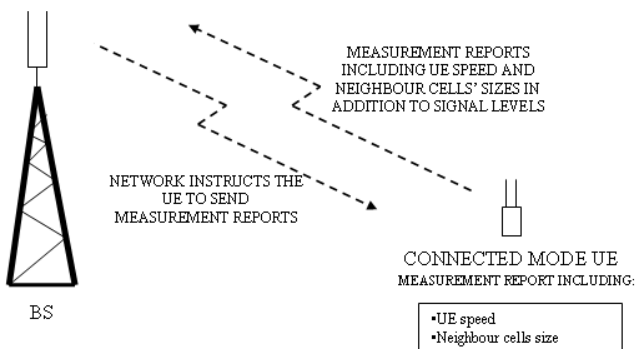 MEASUREMENT REPORTS
INCLUDING UE SPEED AND
NEIGHBOUR CELLS' SIZES IN
ADDITION TO SIGNAL LEVELS
NETWORK INSTRUCTS THE
UE TO SEND
MEASUREMENT REPORTS
CONNECTED MODE UE
MEASUREMENT REPORT INCLUDING:
BS
▪UE speed
▪Neighbour cells size